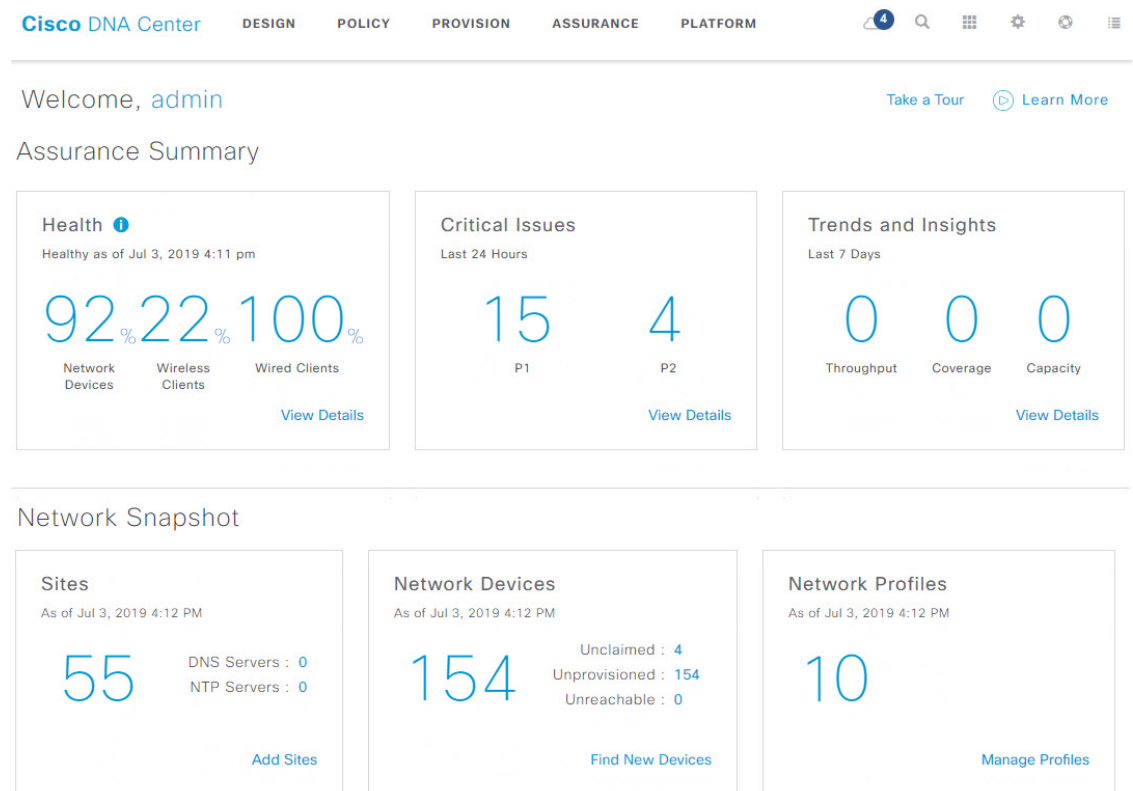 Cisco DNA Center DESIGN POLICY PROVISION ASSURANCE PLATFORM 4
Welcome, admin
Take a Tour Learn More
Assurance Summary
Health i
Healthy as of Jul 3, 2019 4:11 pm
92% 22% 100%
Network Devices
Wireless Clients
Wired Clients
View Details
Critical Issues
Last 24 Hours
15 4
P1 P2
View Details
Trends and Insights
Last 7 Days
0 0 0
Throughput Coverage Capacity
View Details
Network Snapshot
Sites
As of Jul 3, 2019 4:12 PM
55
DNS Servers : 0
NTP Servers : 0
Add Sites
Network Devices
As of Jul 3, 2019 4:12 PM
154
Unclaimed : 4
Unprovisioned : 154
Unreachable : 0
Find New Devices
Network Profiles
As of Jul 3, 2019 4:12 PM
10
Manage Profiles